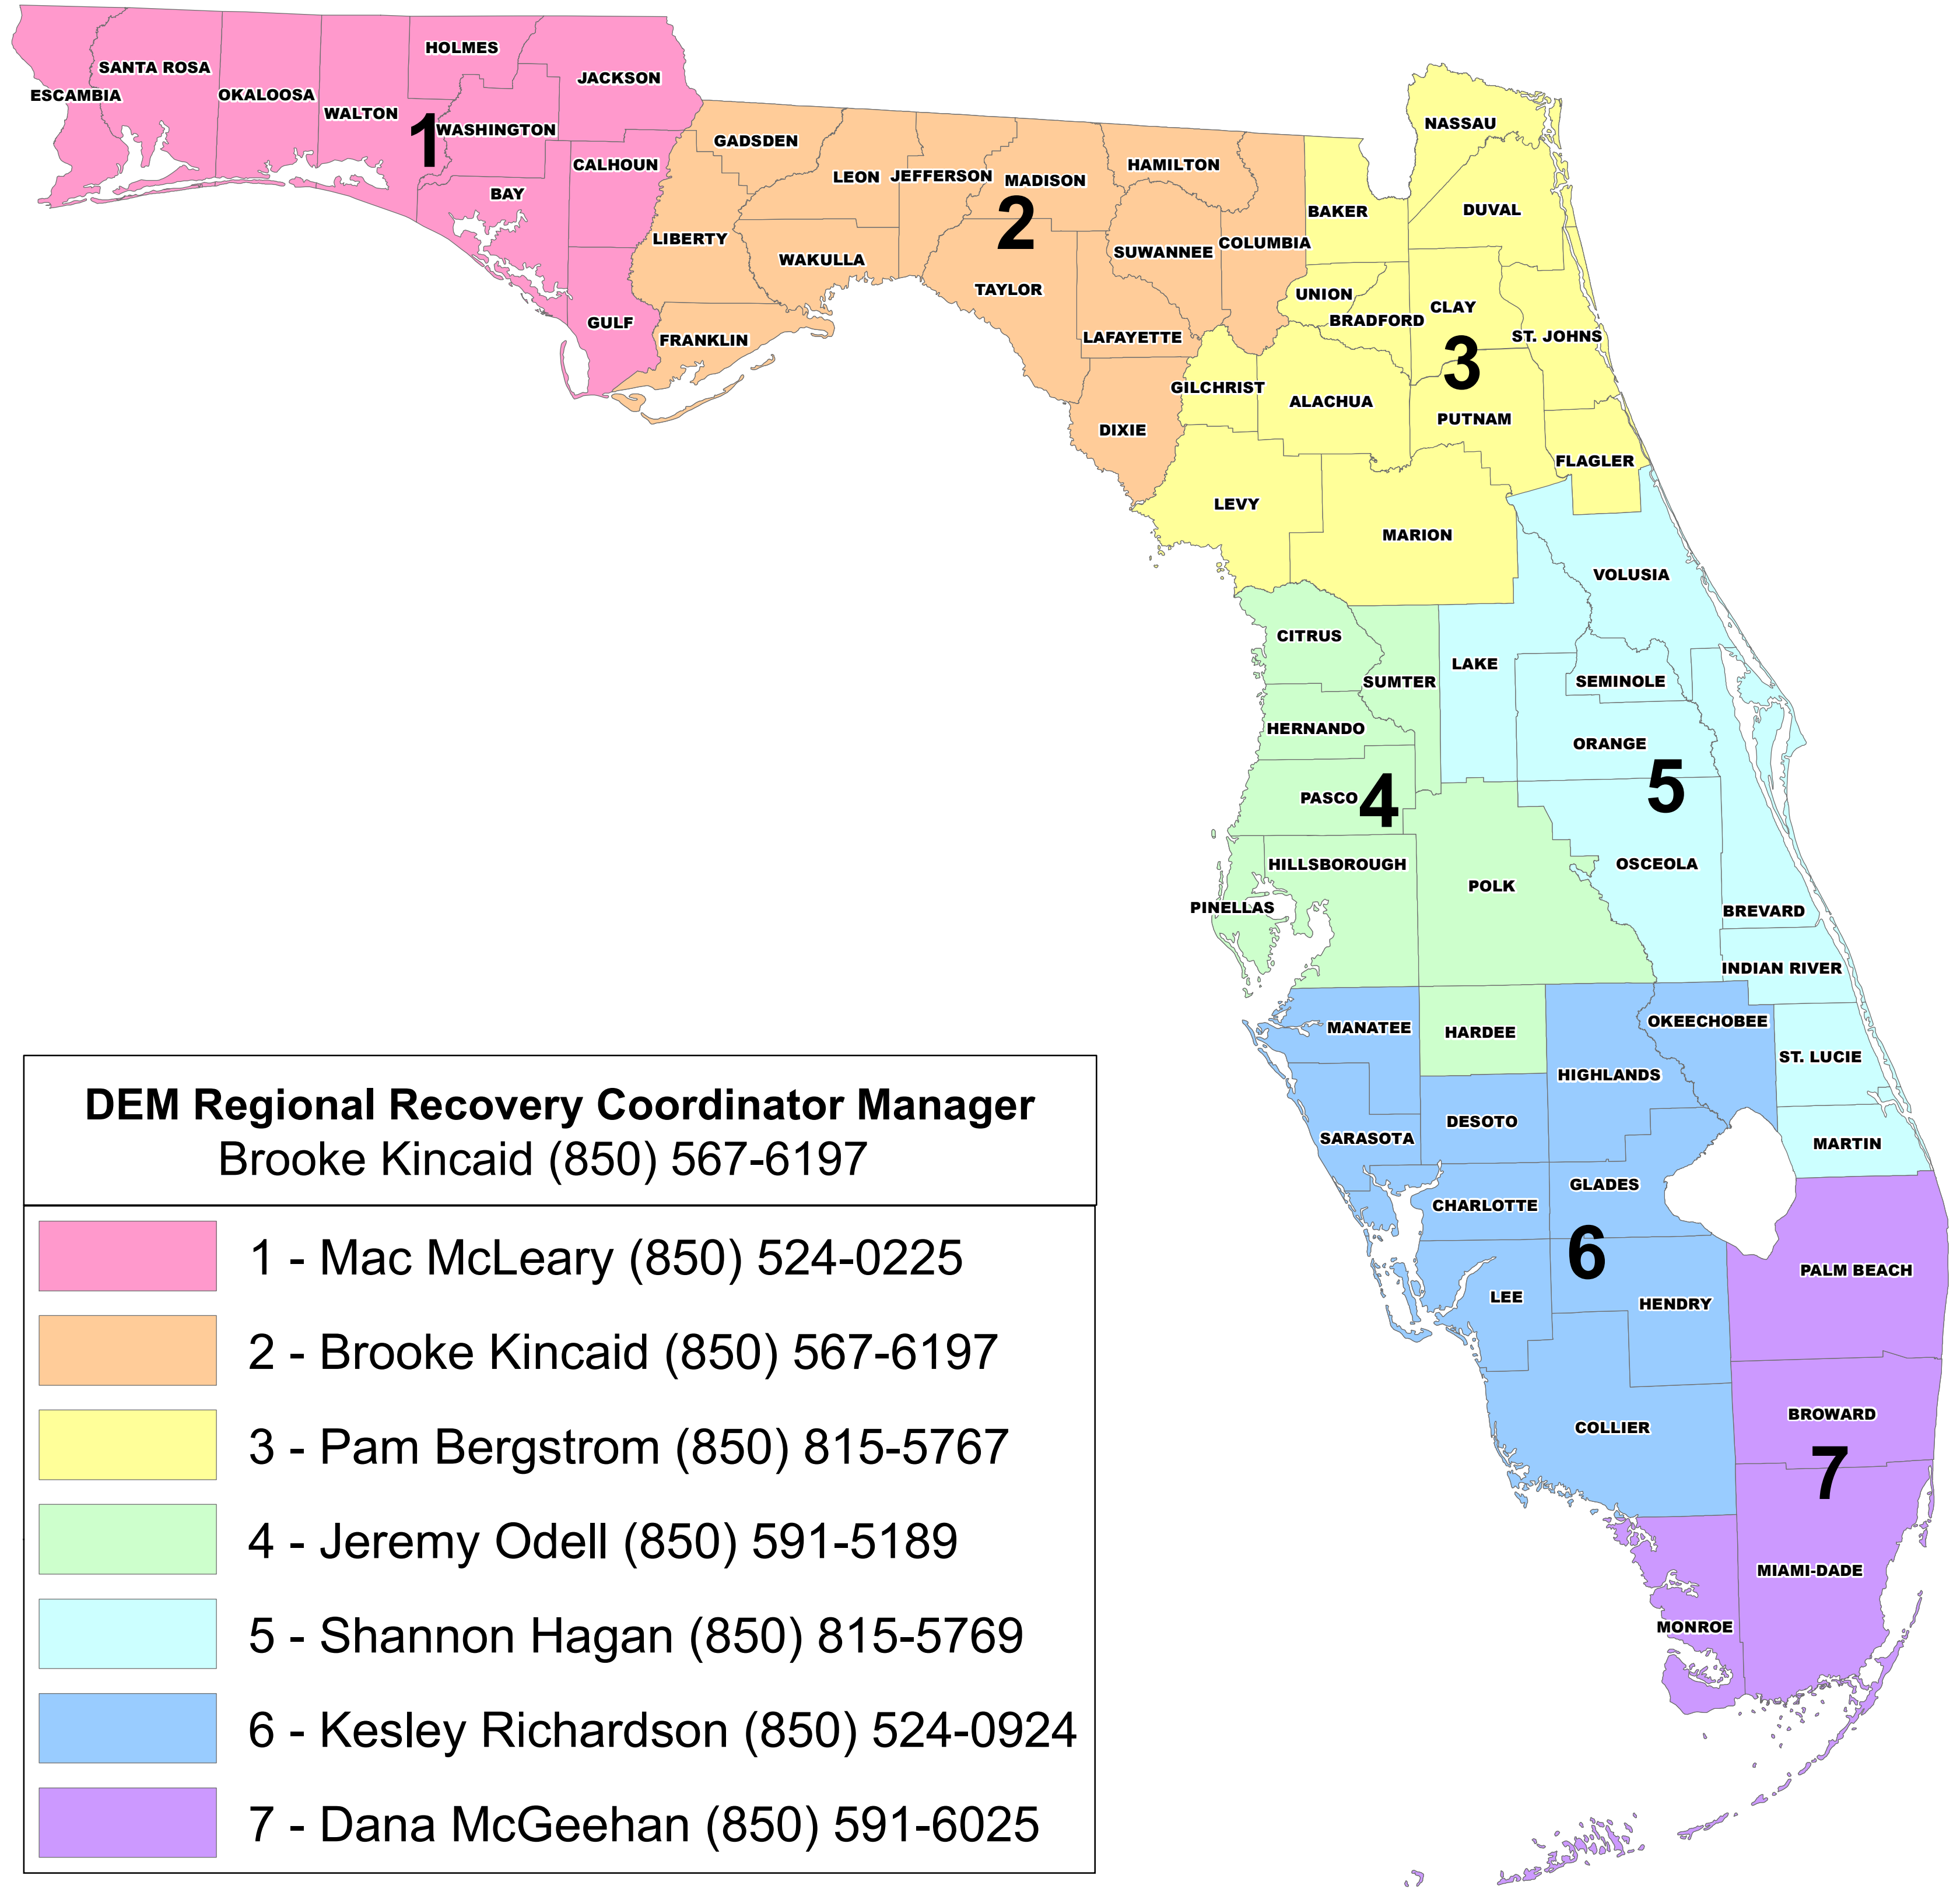 HOLMES
SANTA ROSA
JACKSON
ESCAMBIA
OKALOOSA
WALTON
1
WASHINGTON
CALHOUN
BAY
GULF
GADSDEN
LEON
JEFFERSON
MADISON
HAMILTON
2
LIBERTY
WAKULLA
SUWANNEE
COLUMBIA
TAYLOR
FRANKLIN
LAFAYETTE
DIXIE
NASSAU
BAKER
DUVAL
UNION
BRADFORD
CLAY
ST. JOHNS
3
GILCHRIST
ALACHUA
PUTNAM
FLAGLER
LEVY
MARION
CITRUS
SUMTER
HERNANDO
PASCO
4
HILLSBOROUGH
POLK
PINELLAS
HARDEE
VOLUSIA
LAKE
SEMINOLE
ORANGE
5
OSCEOLA
BREVARD
INDIAN RIVER
ST. LUCIE
MARTIN
MANATEE
OKEECHOBEE
HIGHLANDS
DESOTO
SARASOTA
GLADES
CHARLOTTE
6
LEE
HENDRY
COLLIER
PALM BEACH
BROWARD
7
MIAMI-DADE
MONROE
DEM Regional Recovery Coordinator Manager
Brooke Kincaid (850) 567-6197
1 - Mac McLeary (850) 524-0225
2 - Brooke Kincaid (850) 567-6197
3 - Pam Bergstrom (850) 815-5767
4 - Jeremy Odell (850) 591-5189
5 - Shannon Hagan (850) 815-5769
6 - Kesley Richardson (850) 524-0924
7 - Dana McGeehan (850) 591-6025